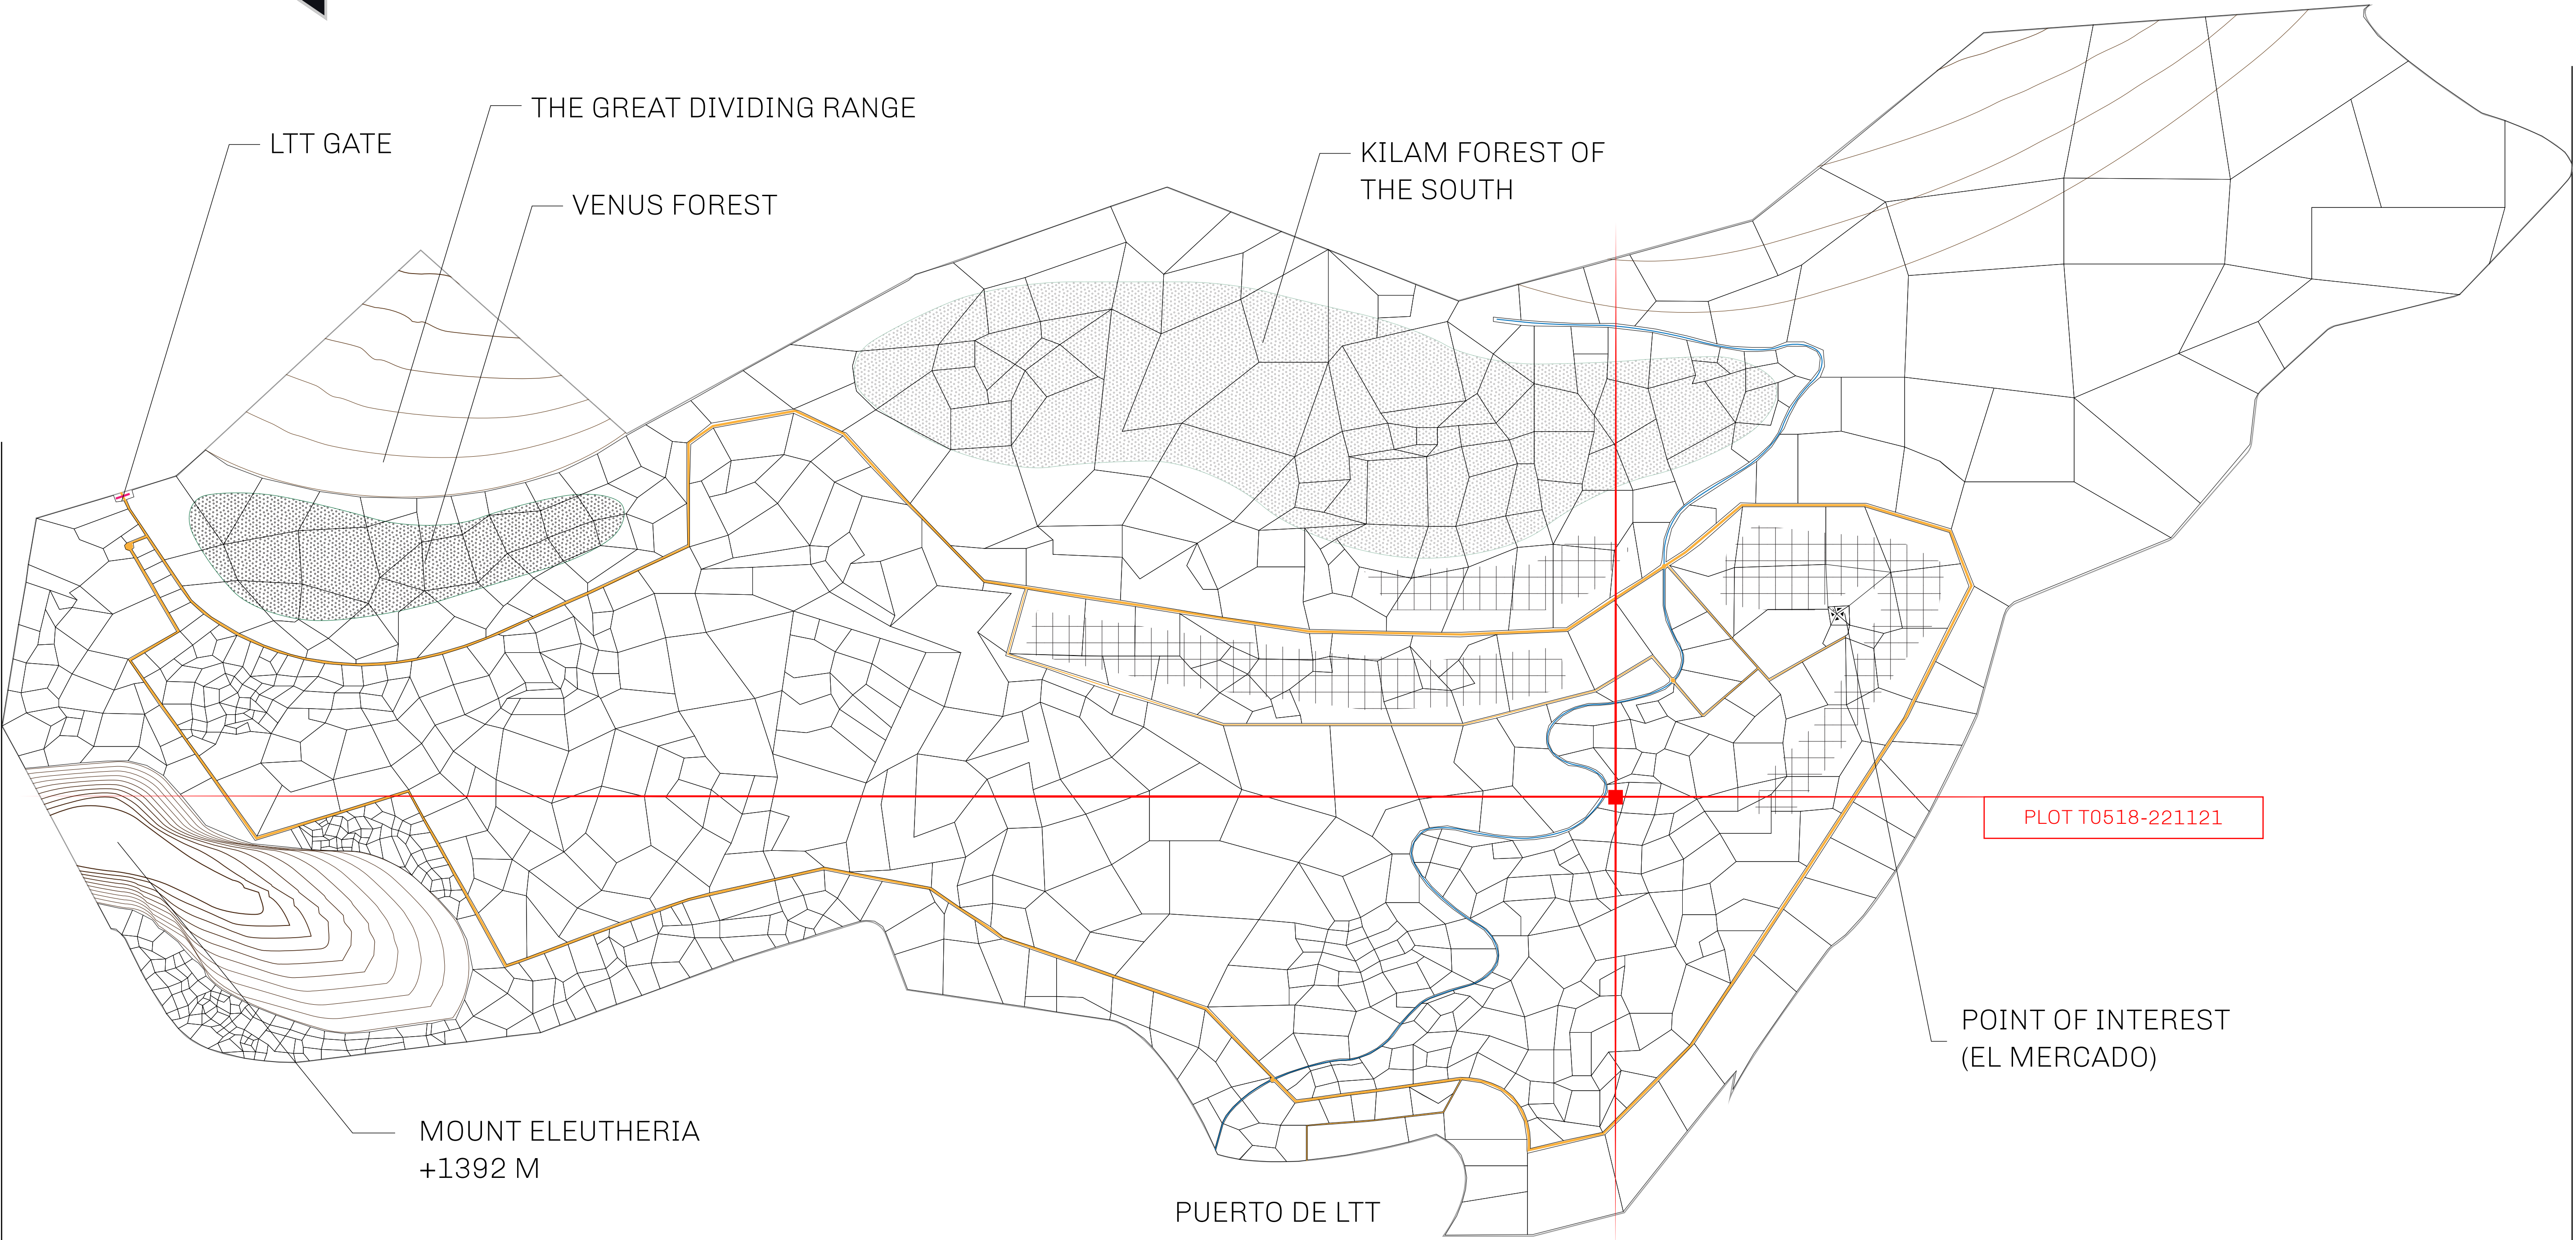 THE GREAT DIVIDING RANGE
LTT GATE
VENUS FOREST
KILAM FOREST OF
THE SOUTH
PLOT T0518-221121
POINT OF INTEREST
(EL MERCADO)
MOUNT ELEUTHERIA
+1392 M
PUERTO DE LTT